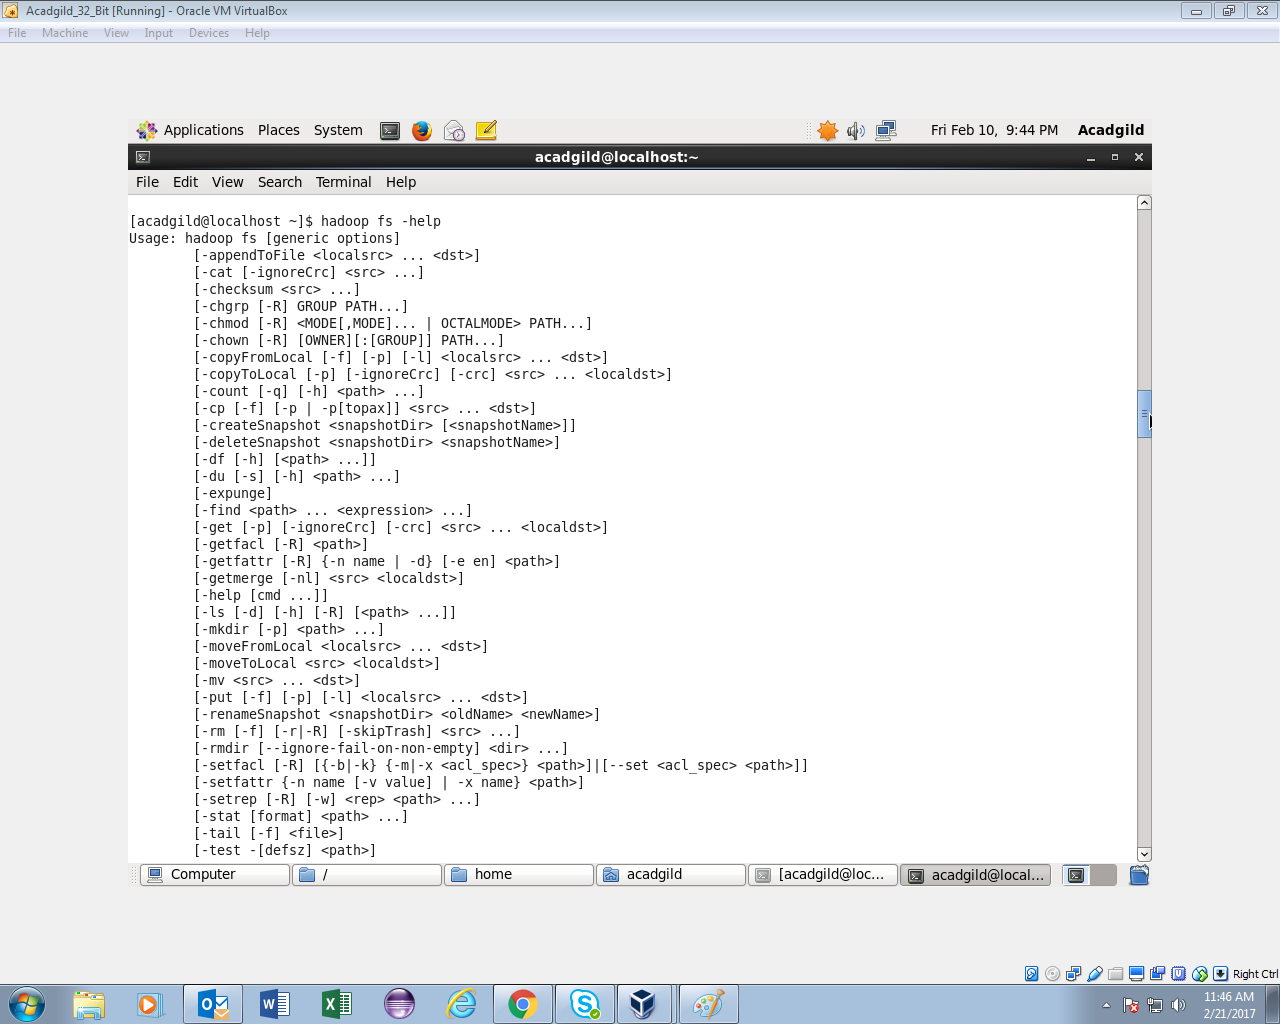 Acadgild_32_Bit [Running] - Oracle VM VirtualBox
File Machine View Input Devices Help
Applications Places System Fri Feb 10, 9:44 PM Acadgild
acadgild@localhost:~
File Edit View Search Terminal Help
[acadgild@localhost ~]$ hadoop fs -help
Usage: hadoop fs [generic options]
[-appendToFile <localsrc> ... <dst>]
[-cat [-ignoreCrc] <src> ...]
[-checksum <src> ...]
[-chgrp [-R] GROUP PATH...]
[-chmod [-R] <MODE[,MODE]... | OCTALMODE> PATH...]
[-chown [-R] [OWNER][:[GROUP]] PATH...]
[-copyFromLocal [-f] [-p] [-l] <localsrc> ... <dst>]
[-copyToLocal [-p] [-ignoreCrc] [-crc] <src> ... <localdst>]
[-count [-q] [-h] <path> ...]
[-cp [-f] [-p | -p[topax]] <src> ... <dst>]
[-createSnapshot <snapshotDir> [<snapshotName>]]
[-deleteSnapshot <snapshotDir> <snapshotName>]
[-df [-h] [<path> ...]]
[-du [-s] [-h] <path> ...]
[-expunge]
[-find <path> ... <expression> ...]
[-get [-p] [-ignoreCrc] [-crc] <src> ... <localdst>]
[-getfacl [-R] <path>]
[-getfattr [-R] {-n name | -d} [-e en] <path>]
[-getmerge [-nl] <src> <localdst>]
[-help [cmd ...]]
[-ls [-d] [-h] [-R] [<path> ...]]
[-mkdir [-p] <path> ...]
[-moveFromLocal <localsrc> ... <dst>]
[-moveToLocal <src> <localdst>]
[-mv <src> ... <dst>]
[-put [-f] [-p] [-l] <localsrc> ... <dst>]
[-renameSnapshot <snapshotDir> <oldName> <newName>]
[-rm [-f] [-r|-R] [-skipTrash] <src> ...]
[-rmdir [--ignore-fail-on-non-empty] <dir> ...]
[-setfacl [-R] [{-b|-k} {-m|-x <acl_spec>} <path>]|[--set <acl_spec> <path>]]
[-setfattr {-n name [-v value] | -x name} <path>]
[-setrep [-R] [-w] <rep> <path> ...]
[-stat [format] <path> ...]
[-tail [-f] <file>]
[-test -[defsz] <path>]
Computer / home acadgild [acadgild@loc... acadgild@local...
Right Ctrl
11:46 AM
2/21/2017